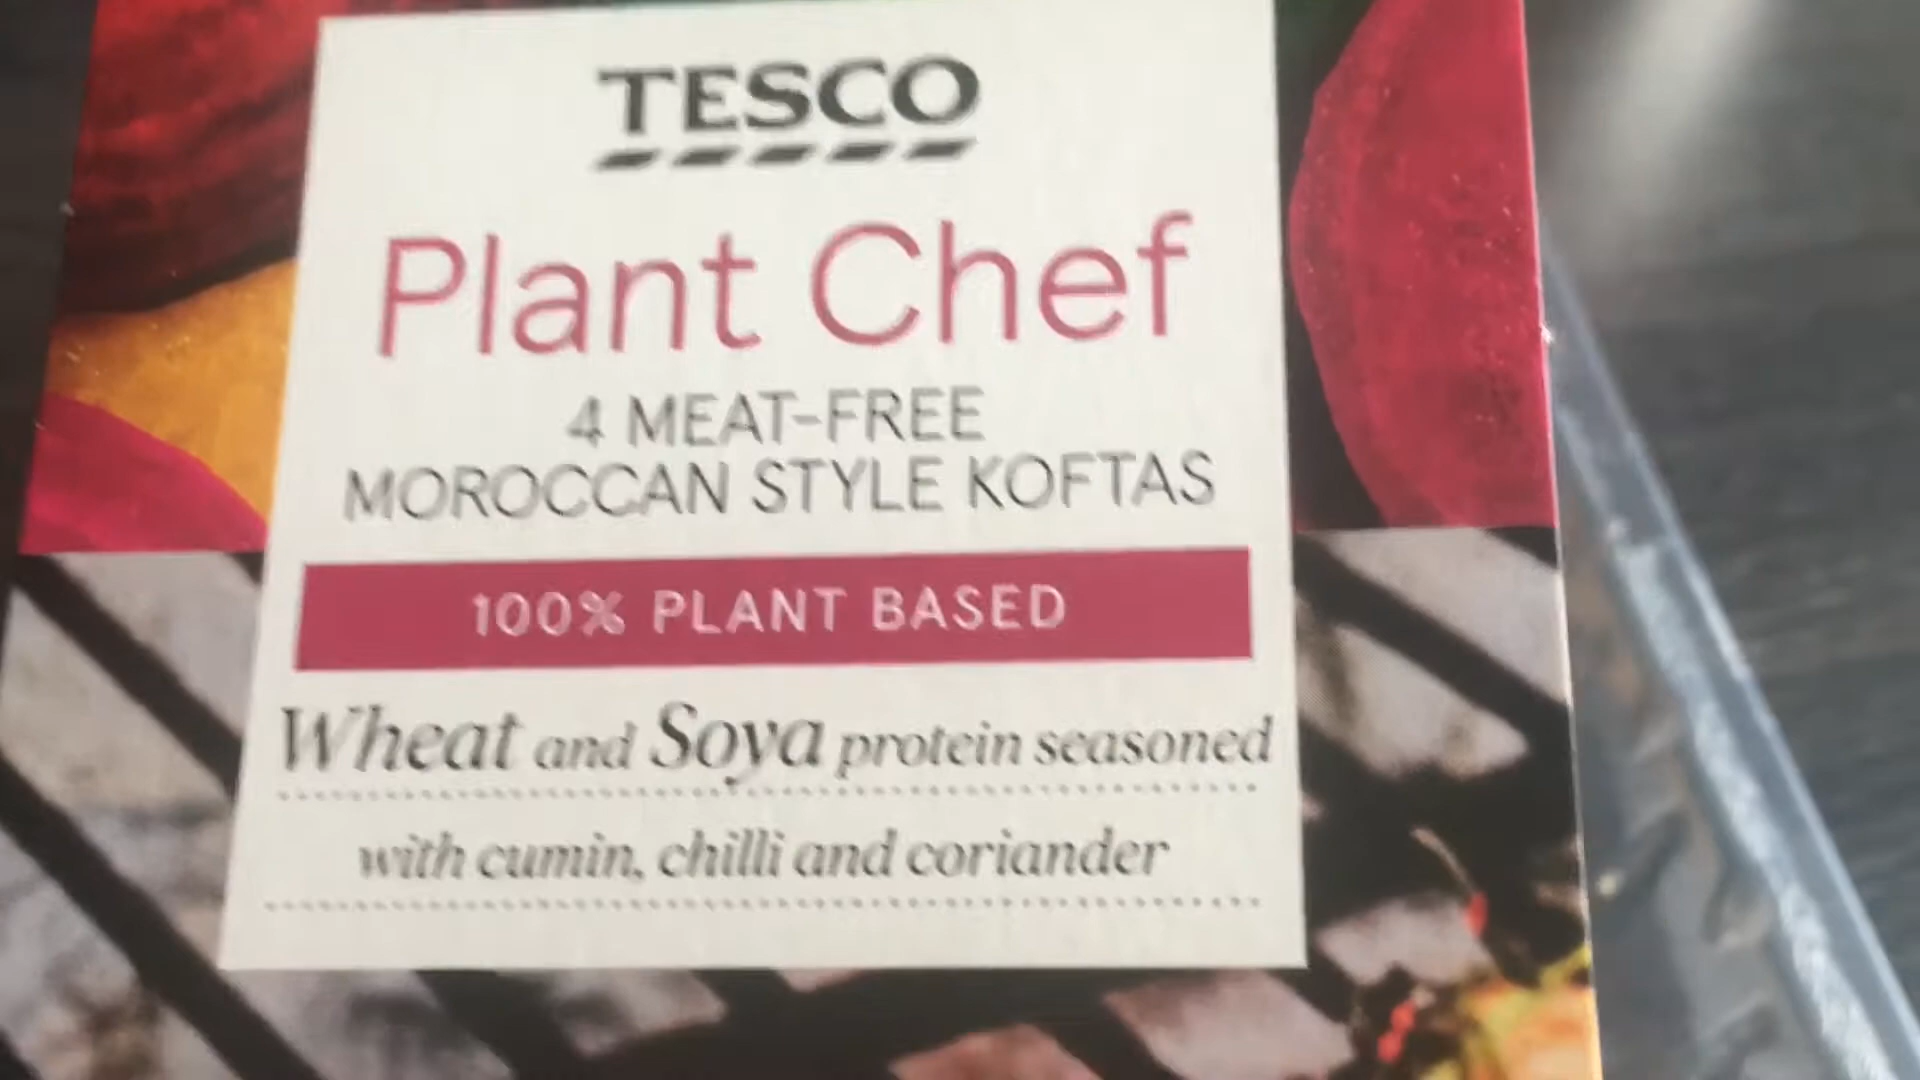 TESCO
Plant Chef
4 MEAT-FREE
MOROCCAN STYLE KOFTAS
100% PLANT BASED
Wheat and Soya protein seasoned
with cumin, chilli and coriander